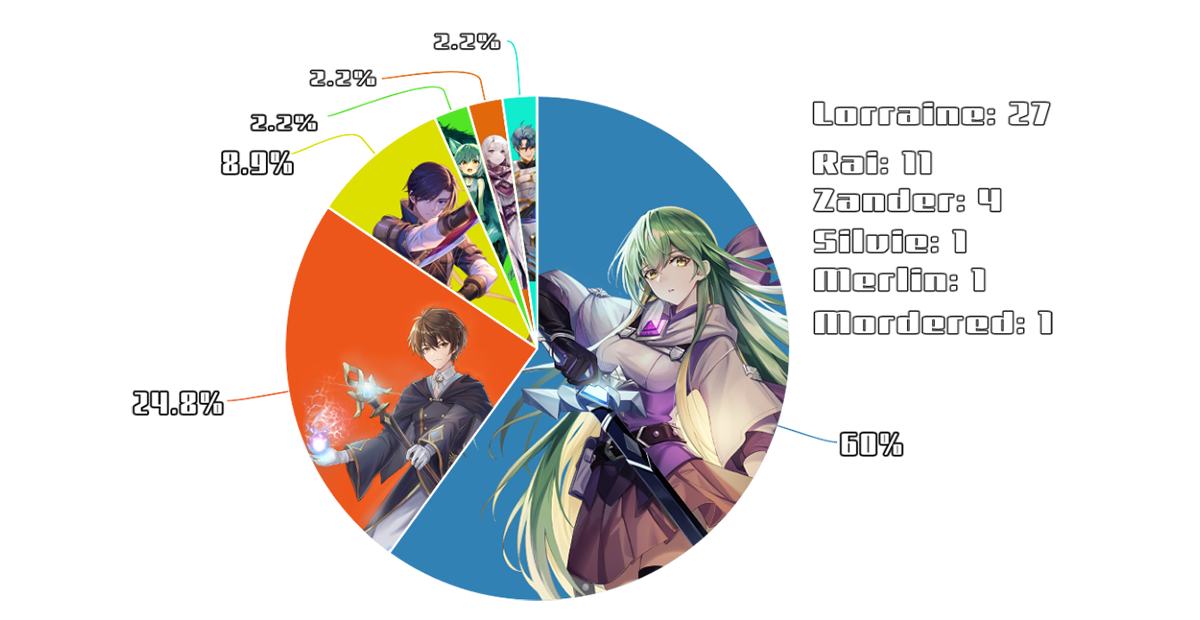 2.2%
2.2%
2.2%
8.9%
24.8%
60%
Lorraine: 27
Rai: 11
Zander: 4
Silvie: 1
Merlin: 1
Mordered: 1